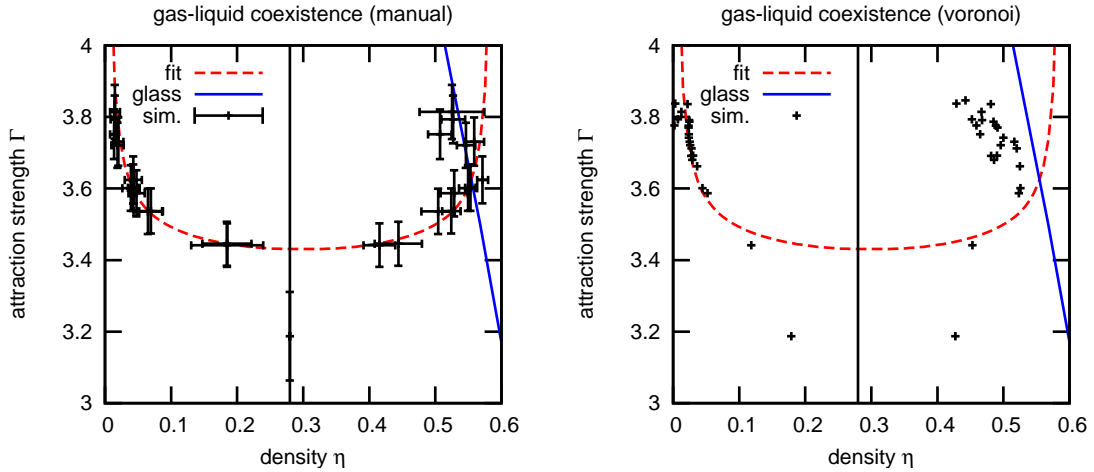 gas-liquid coexistence (manual)
4
3.8
3.6
3.4
3.2
3
0 0.1 0.2 0.3 0.4 0.5 0.6
attraction strength Γ
density η
fit
glass
sim.
gas-liquid coexistence (voronoi)
4
3.8
3.6
3.4
3.2
3
0 0.1 0.2 0.3 0.4 0.5 0.6
attraction strength Γ
density η
fit
glass
sim.